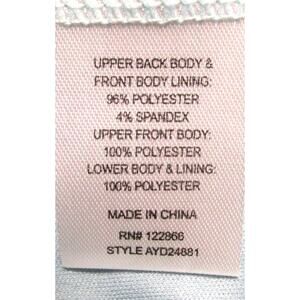 UPPER BACK BODY &
FRONT BODY LINING:
96% POLYESTER
4% SPANDEX
UPPER FRONT BODY:
100% POLYESTER
LOWER BODY & LINING:
100% POLYESTER
MADE IN CHINA
RN# 122866
STYLE AYD24881